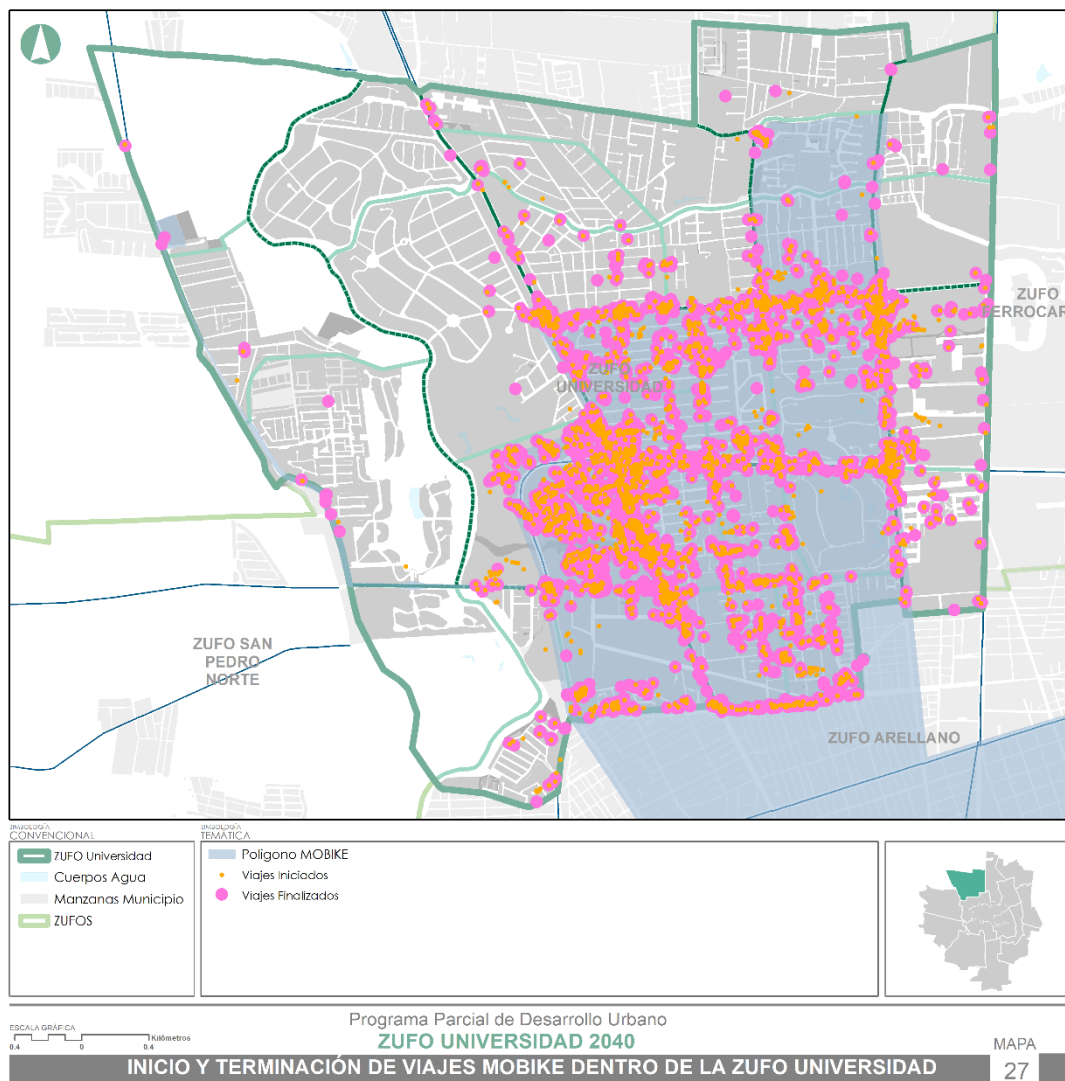 ZUFO
FERROCAR
ZUFO
UNIVERSIDAD
ZUFO SAN
PEDRO
NORTE
ZUFO ARELLANO
SIMBOLOGÍA
CONVENCIONAL
ZUFO Universidad
Cuerpos Agua
Manzanas Municipio
ZUFOS
SIMBOLOGÍA
TEMÁTICA
Poligono MOBIKE
Viajes Iniciados
Viajes Finalizados
ESCALA GRÁFICA
0.4 0 0.4 Kilómetros
Programa Parcial de Desarrollo Urbano
ZUFO UNIVERSIDAD 2040
INICIO Y TERMINACIÓN DE VIAJES MOBIKE DENTRO DE LA ZUFO UNIVERSIDAD
MAPA
27